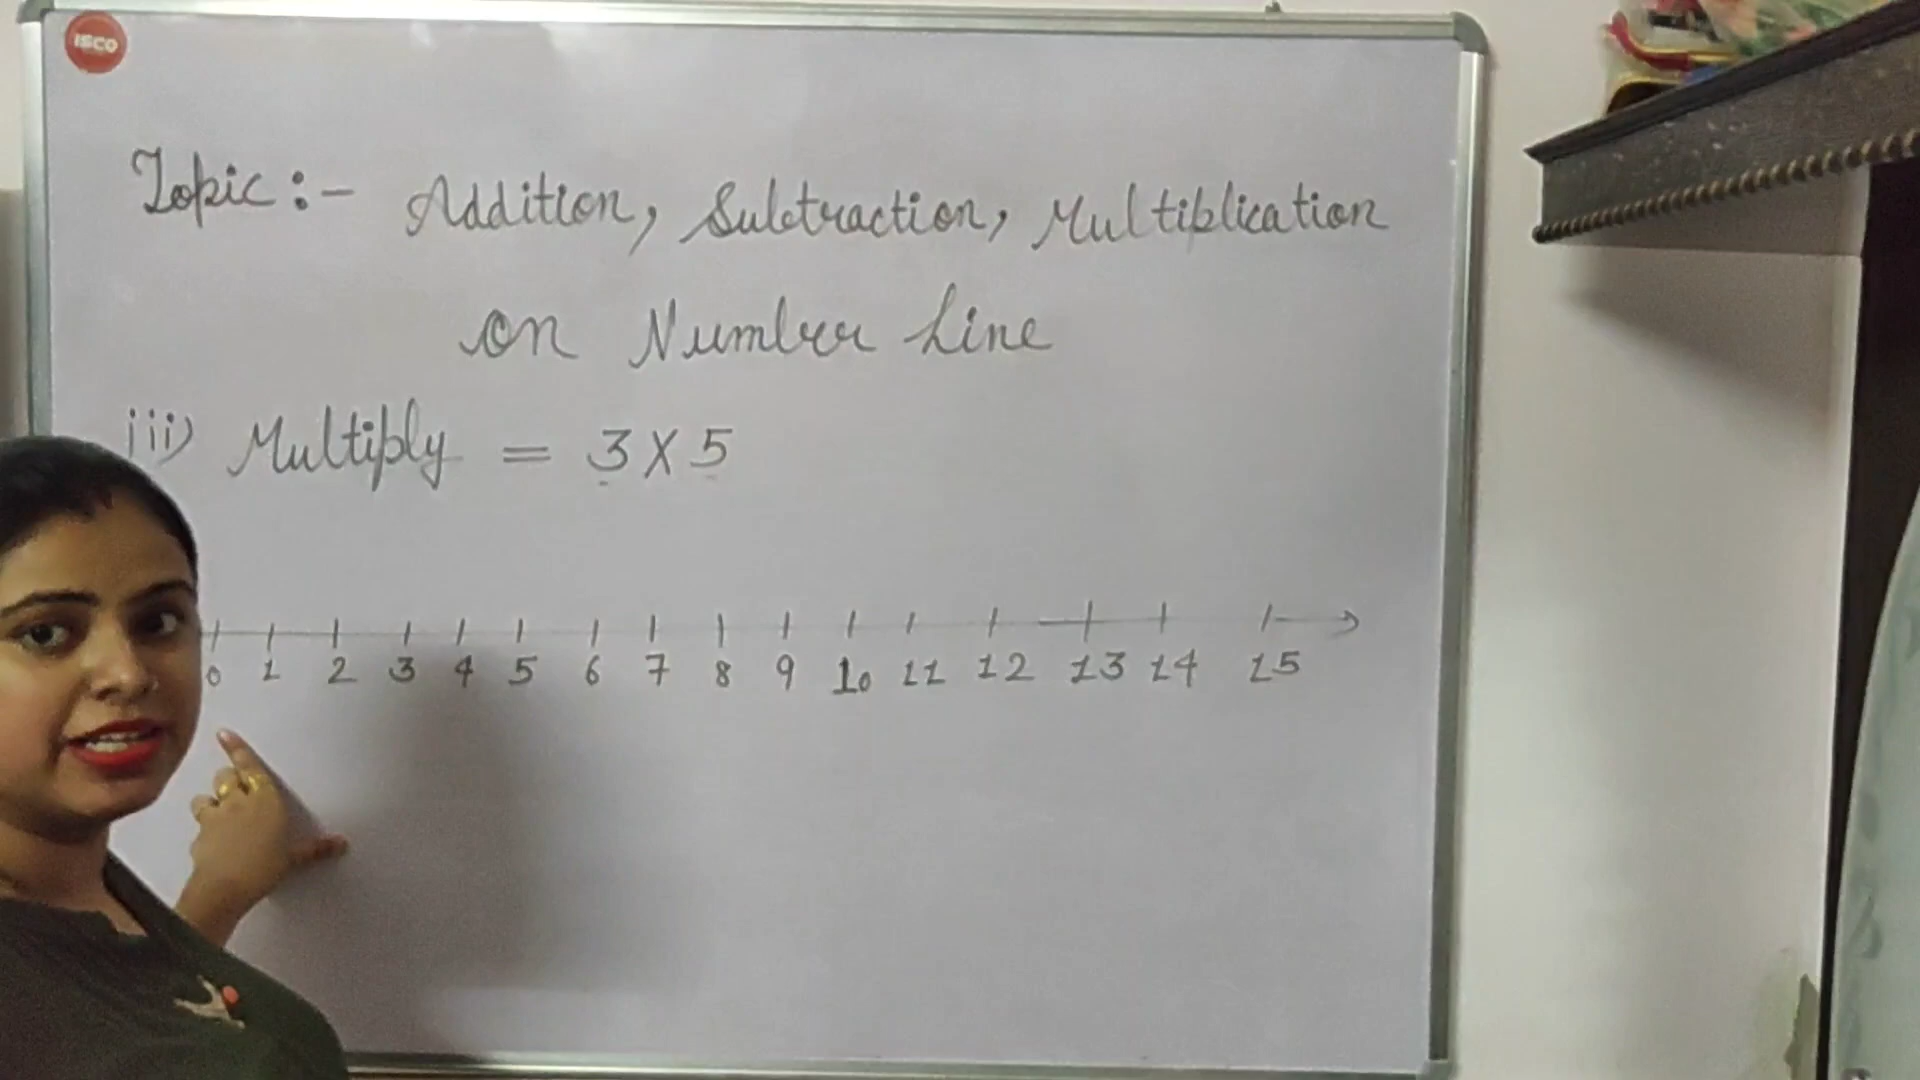 ISCO
Topic:- Addition, Subtraction, Multiplication
on Number Line
iii) Multiply = 3 X 5
0 1 2 3 4 5 6 7 8 9 10 11 12 13 14 15